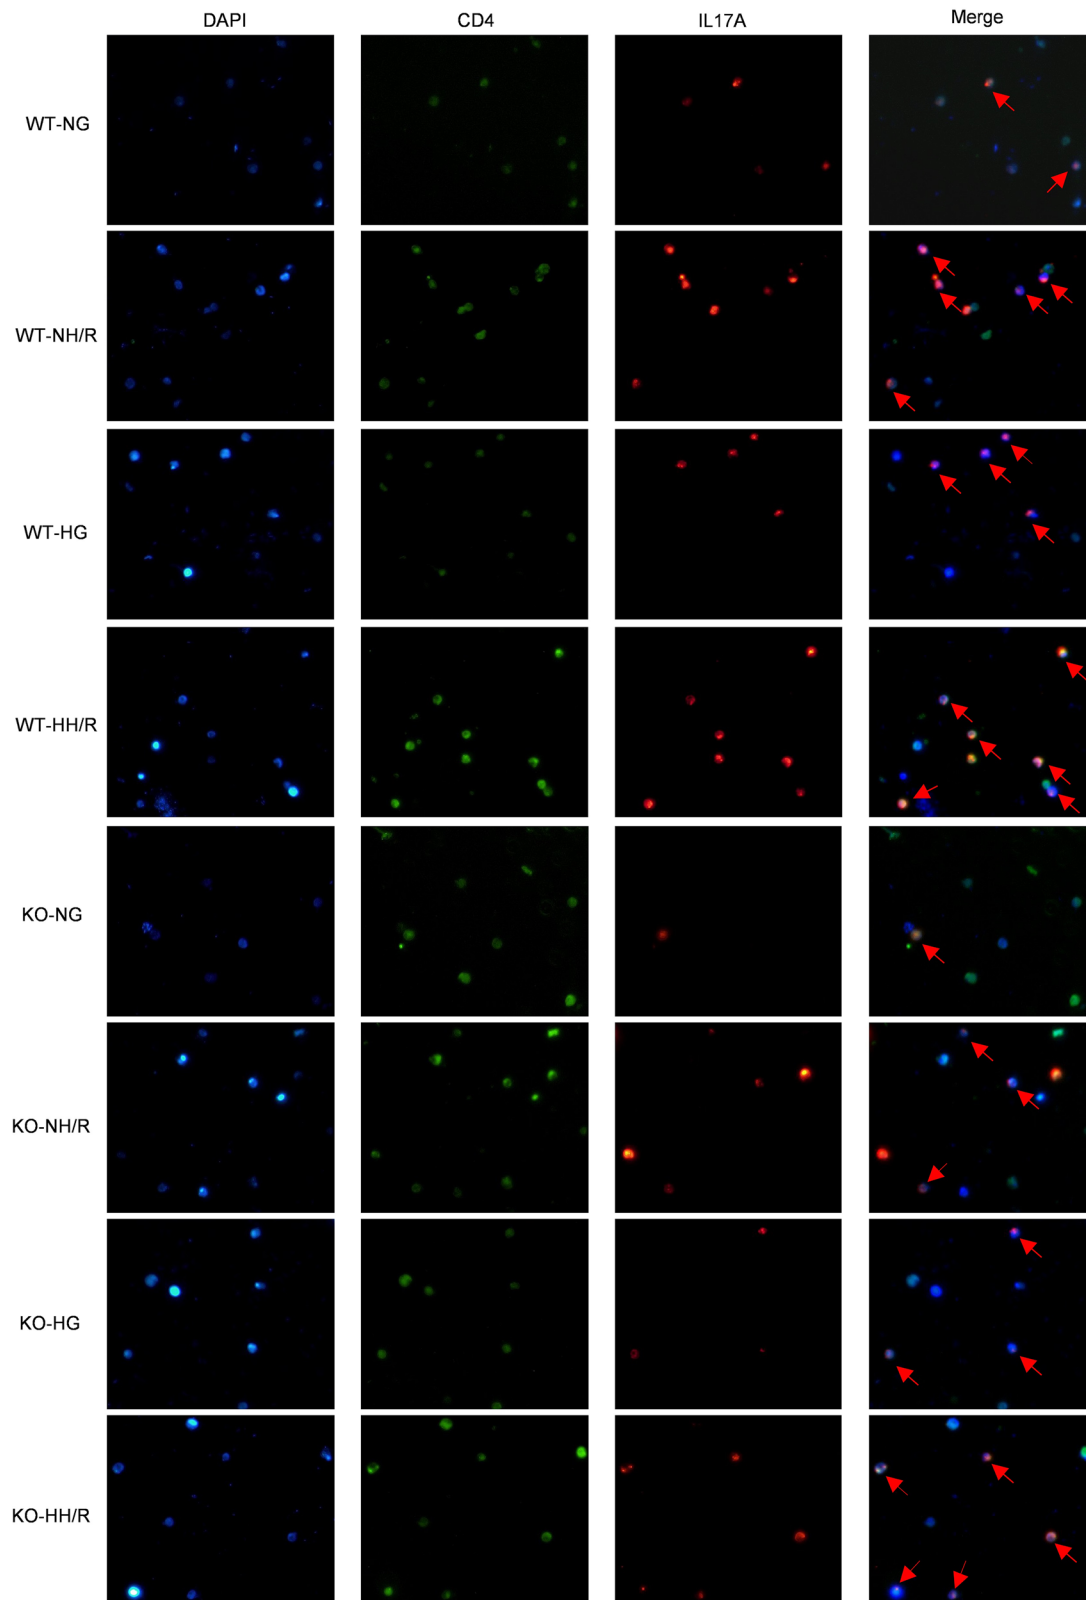 DAPI CD4 IL17A Merge
WT-NG
WT-NH/R
WT-HG
WT-HH/R
KO-NG
KO-NH/R
KO-HG
KO-HH/R